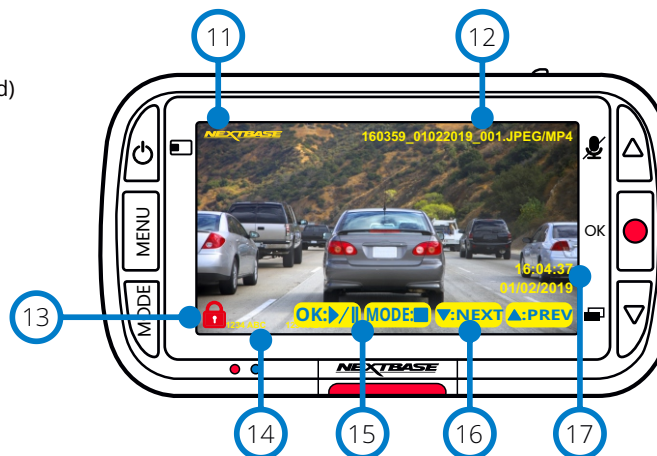 11
12
d)
NEXTBASE
160359_01022019_001.JPEG/MP4
MENU
OK
16:04:37
01/02/2019
MODE
13
OK:▶/II
MODE:■
▼:NEXT
▲:PREV
NEXTBASE
14
15
16
17